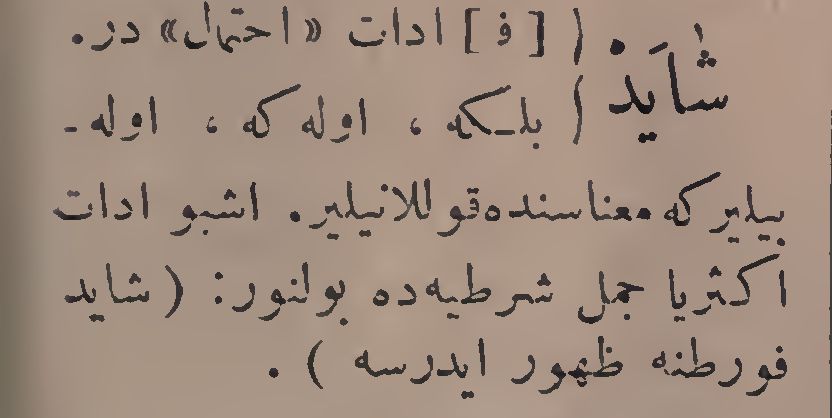 شَايَد ( [ ف ] ادات «احتمال» در.
( بلـكه ، اوله كه ، اوله ـ
بيلير كه معناسنده قوللانيلير. اشبو ادات
اكثريا جمل شرطيه‌ده بولنور: (شايد
فورطنه ظهور ايدرسه ) .